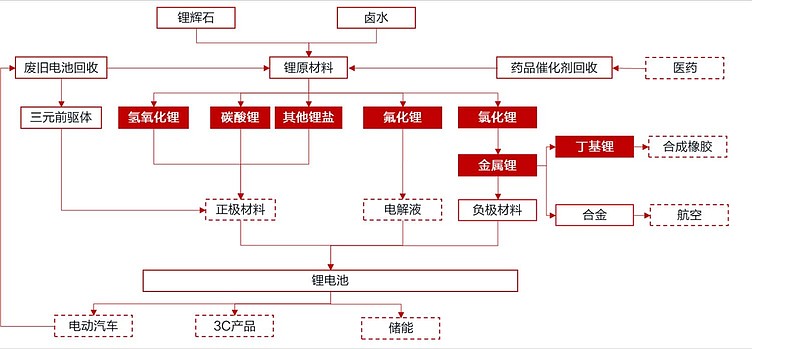 锂辉石
卤水
废旧电池回收
锂原材料
药品催化剂回收
医药
三元前驱体
氢氧化锂
碳酸锂
其他锂盐
氟化锂
氯化锂
丁基锂
合成橡胶
金属锂
正极材料
电解液
负极材料
合金
航空
锂电池
电动汽车
3C产品
储能